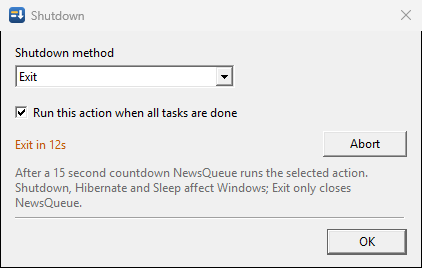 Shutdown
Shutdown method
Exit
Run this action when all tasks are done
Exit in 12s
Abort
After a 15 second countdown NewsQueue runs the selected action.
Shutdown, Hibernate and Sleep affect Windows; Exit only closes
NewsQueue.
OK